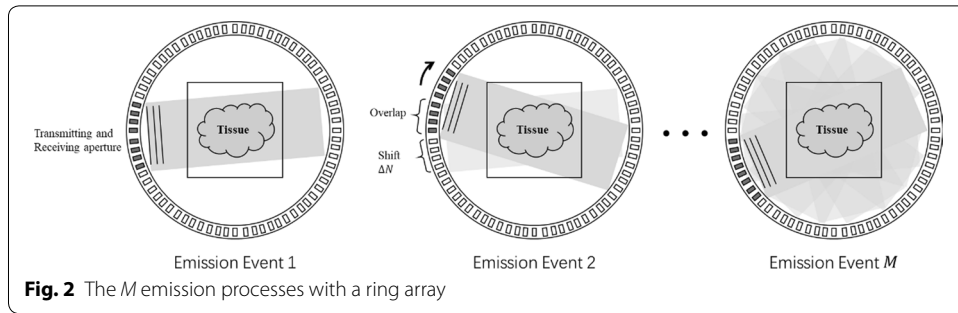 Transmitting and
Receiving aperture
Tissue
Emission Event 1
Overlap
Shift
ΔN
Tissue
Emission Event 2
• • •
Tissue
Emission Event M
Fig. 2 The M emission processes with a ring array